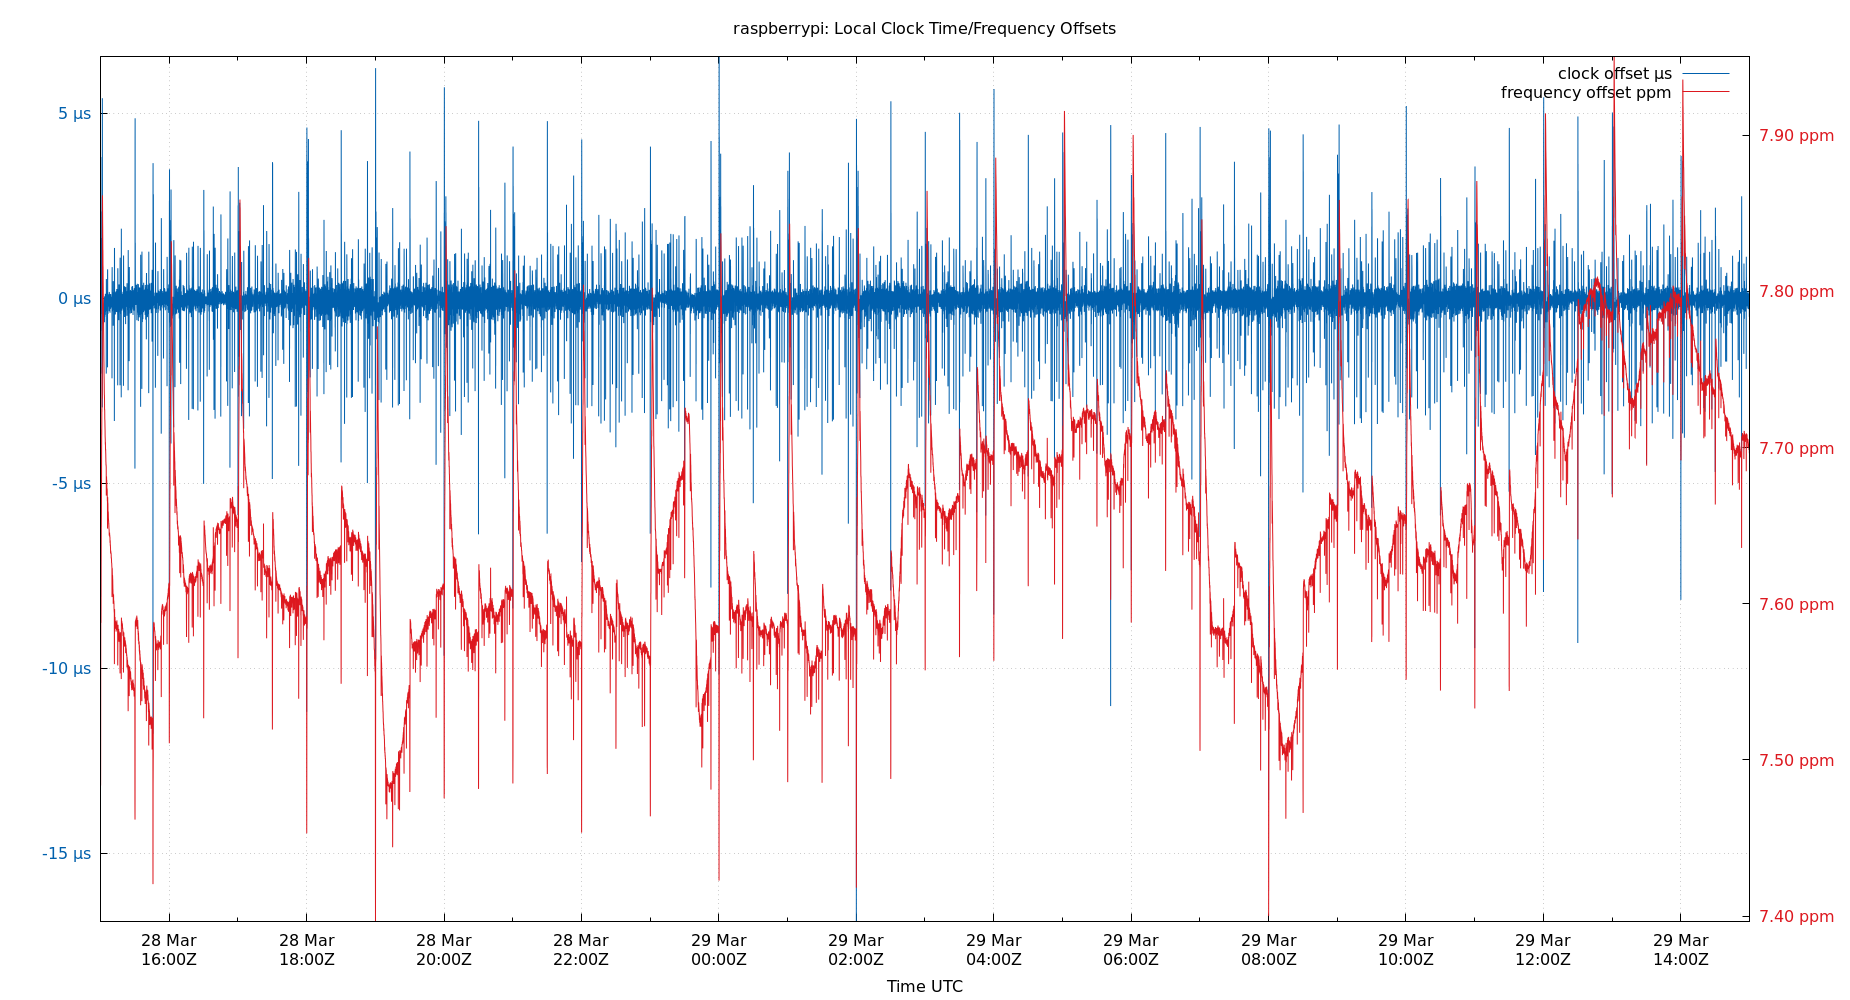 raspberrypi: Local Clock Time/Frequency Offsets
clock offset µs
frequency offset ppm
5 µs
0 µs
-5 µs
-10 µs
-15 µs
7.90 ppm
7.80 ppm
7.70 ppm
7.60 ppm
7.50 ppm
7.40 ppm
28 Mar 28 Mar 28 Mar 28 Mar 29 Mar 29 Mar 29 Mar 29 Mar 29 Mar 29 Mar 29 Mar 29 Mar
16:00Z 18:00Z 20:00Z 22:00Z 00:00Z 02:00Z 04:00Z 06:00Z 08:00Z 10:00Z 12:00Z 14:00Z
Time UTC